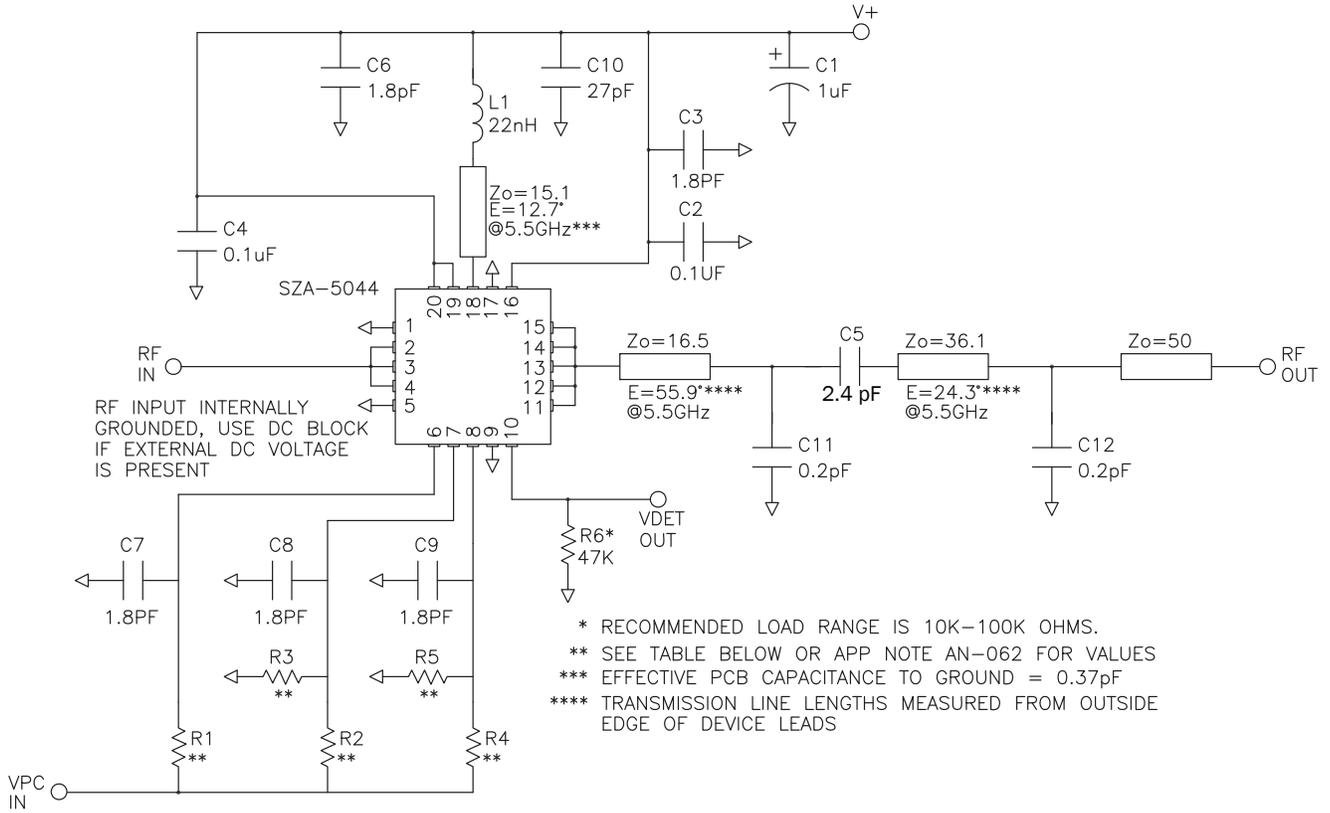 V+
C6
1.8pF
C10
27pF
+
C1
1uF
L1
22nH
C3
1.8PF
Zo=15.1
E=12.7°
@5.5GHz***
C4
0.1uF
C2
0.1UF
SZA-5044
20
19
18
17
16
1
2
3
4
5
15
14
13
12
11
6
7
8
9
10
RF
IN
RF INPUT INTERNALLY
GROUNDED, USE DC BLOCK
IF EXTERNAL DC VOLTAGE
IS PRESENT
Zo=16.5
E=55.9°****
@5.5GHz
C5
2.4 pF
Zo=36.1
E=24.3°****
@5.5GHz
Zo=50
RF
OUT
C11
0.2pF
C12
0.2pF
VDET
OUT
R6*
47K
C7
1.8PF
C8
1.8PF
C9
1.8PF
R3
**
R5
**
R1
**
R2
**
R4
**
VPC
IN
* RECOMMENDED LOAD RANGE IS 10K-100K OHMS.
** SEE TABLE BELOW OR APP NOTE AN-062 FOR VALUES
*** EFFECTIVE PCB CAPACITANCE TO GROUND = 0.37pF
**** TRANSMISSION LINE LENGTHS MEASURED FROM OUTSIDE
EDGE OF DEVICE LEADS